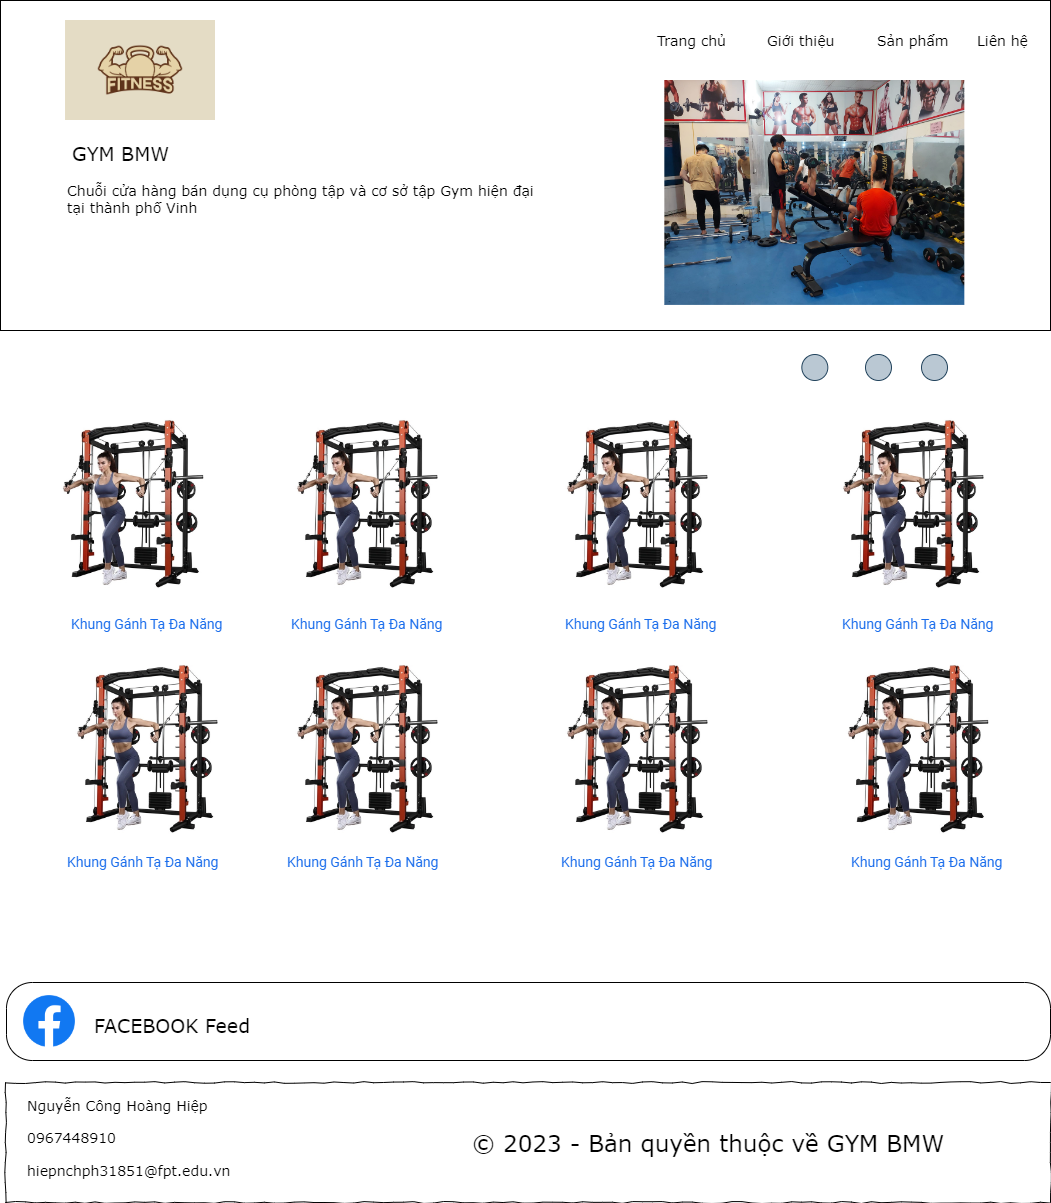 FITNESS
Trang chủ
Giới thiệu
Sản phẩm
Liên hệ
GYM BMW
Chuỗi cửa hàng bán dụng cụ phòng tập và cơ sở tập Gym hiện đại
tại thành phố Vinh
Khung Gánh Tạ Đa Năng
Khung Gánh Tạ Đa Năng
Khung Gánh Tạ Đa Năng
Khung Gánh Tạ Đa Năng
Khung Gánh Tạ Đa Năng
Khung Gánh Tạ Đa Năng
Khung Gánh Tạ Đa Năng
Khung Gánh Tạ Đa Năng
FACEBOOK Feed
Nguyễn Công Hoàng Hiệp
0967448910
hiepnchph31851@fpt.edu.vn
© 2023 - Bản quyền thuộc về GYM BMW